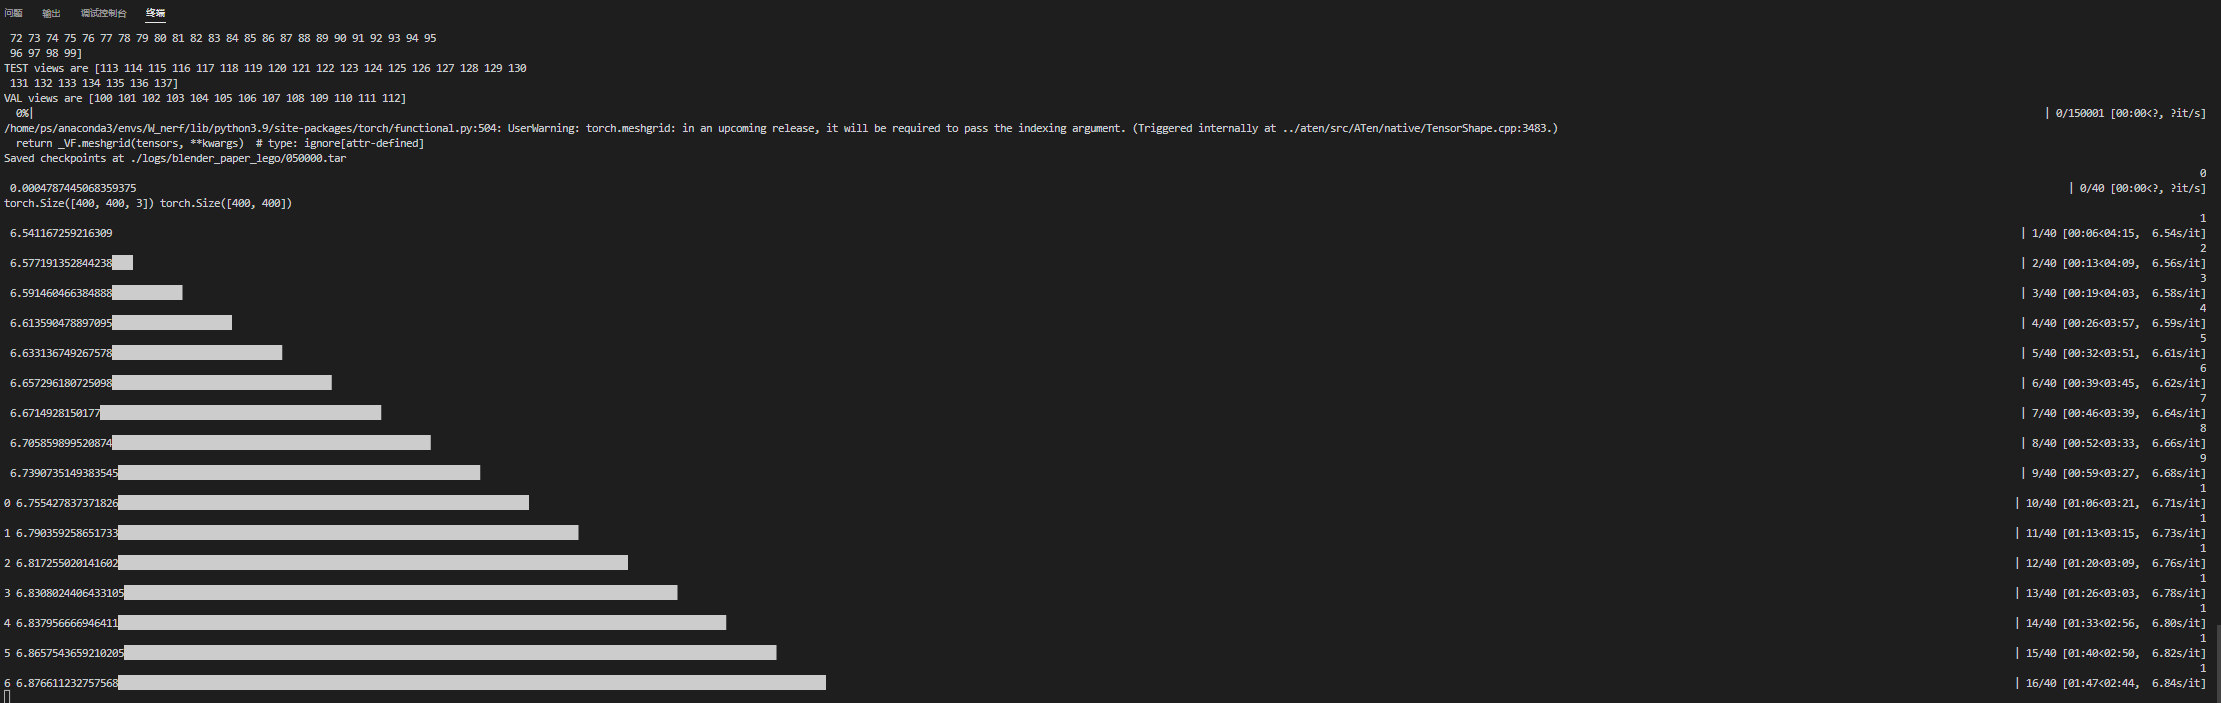 问题 输出 调试控制台 终端
72 73 74 75 76 77 78 79 80 81 82 83 84 85 86 87 88 89 90 91 92 93 94 95
96 97 98 99]
TEST views are [113 114 115 116 117 118 119 120 121 122 123 124 125 126 127 128 129 130
131 132 133 134 135 136 137]
VAL views are [100 101 102 103 104 105 106 107 108 109 110 111 112]
0%| | 0/150001 [00:00<?, ?it/s]
/home/ps/anaconda3/envs/W_nerf/lib/python3.9/site-packages/torch/functional.py:504: UserWarning: torch.meshgrid: in an upcoming release, it will be required to pass the indexing argument. (Triggered internally at ../aten/src/ATen/native/TensorShape.cpp:3483.)
return _VF.meshgrid(tensors, **kwargs)  # type: ignore[attr-defined]
Saved checkpoints at ./logs/blender_paper_lego/050000.tar
0
0.0004787445068359375 | 0/40 [00:00<?, ?it/s]
torch.Size([400, 400, 3]) torch.Size([400, 400])
1
6.541167259216309 | 1/40 [00:06<04:15,  6.54s/it]
2
6.577191352844238 | 2/40 [00:13<04:09,  6.56s/it]
3
6.591460466384888 | 3/40 [00:19<04:03,  6.58s/it]
4
6.613590478897095 | 4/40 [00:26<03:57,  6.59s/it]
5
6.633136749267578 | 5/40 [00:32<03:51,  6.61s/it]
6
6.657296180725098 | 6/40 [00:39<03:45,  6.62s/it]
7
6.6714928150177 | 7/40 [00:46<03:39,  6.64s/it]
8
6.705859899520874 | 8/40 [00:52<03:33,  6.66s/it]
9
6.7390735149383545 | 9/40 [00:59<03:27,  6.68s/it]
1
0 6.755427837371826 | 10/40 [01:06<03:21,  6.71s/it]
1
1 6.790359258651733 | 11/40 [01:13<03:15,  6.73s/it]
1
2 6.817255020141602 | 12/40 [01:20<03:09,  6.76s/it]
1
3 6.8308024406433105 | 13/40 [01:26<03:03,  6.78s/it]
1
4 6.837956666946411 | 14/40 [01:33<02:56,  6.80s/it]
1
5 6.8657543659210205 | 15/40 [01:40<02:50,  6.82s/it]
1
6 6.876611232757568 | 16/40 [01:47<02:44,  6.84s/it]